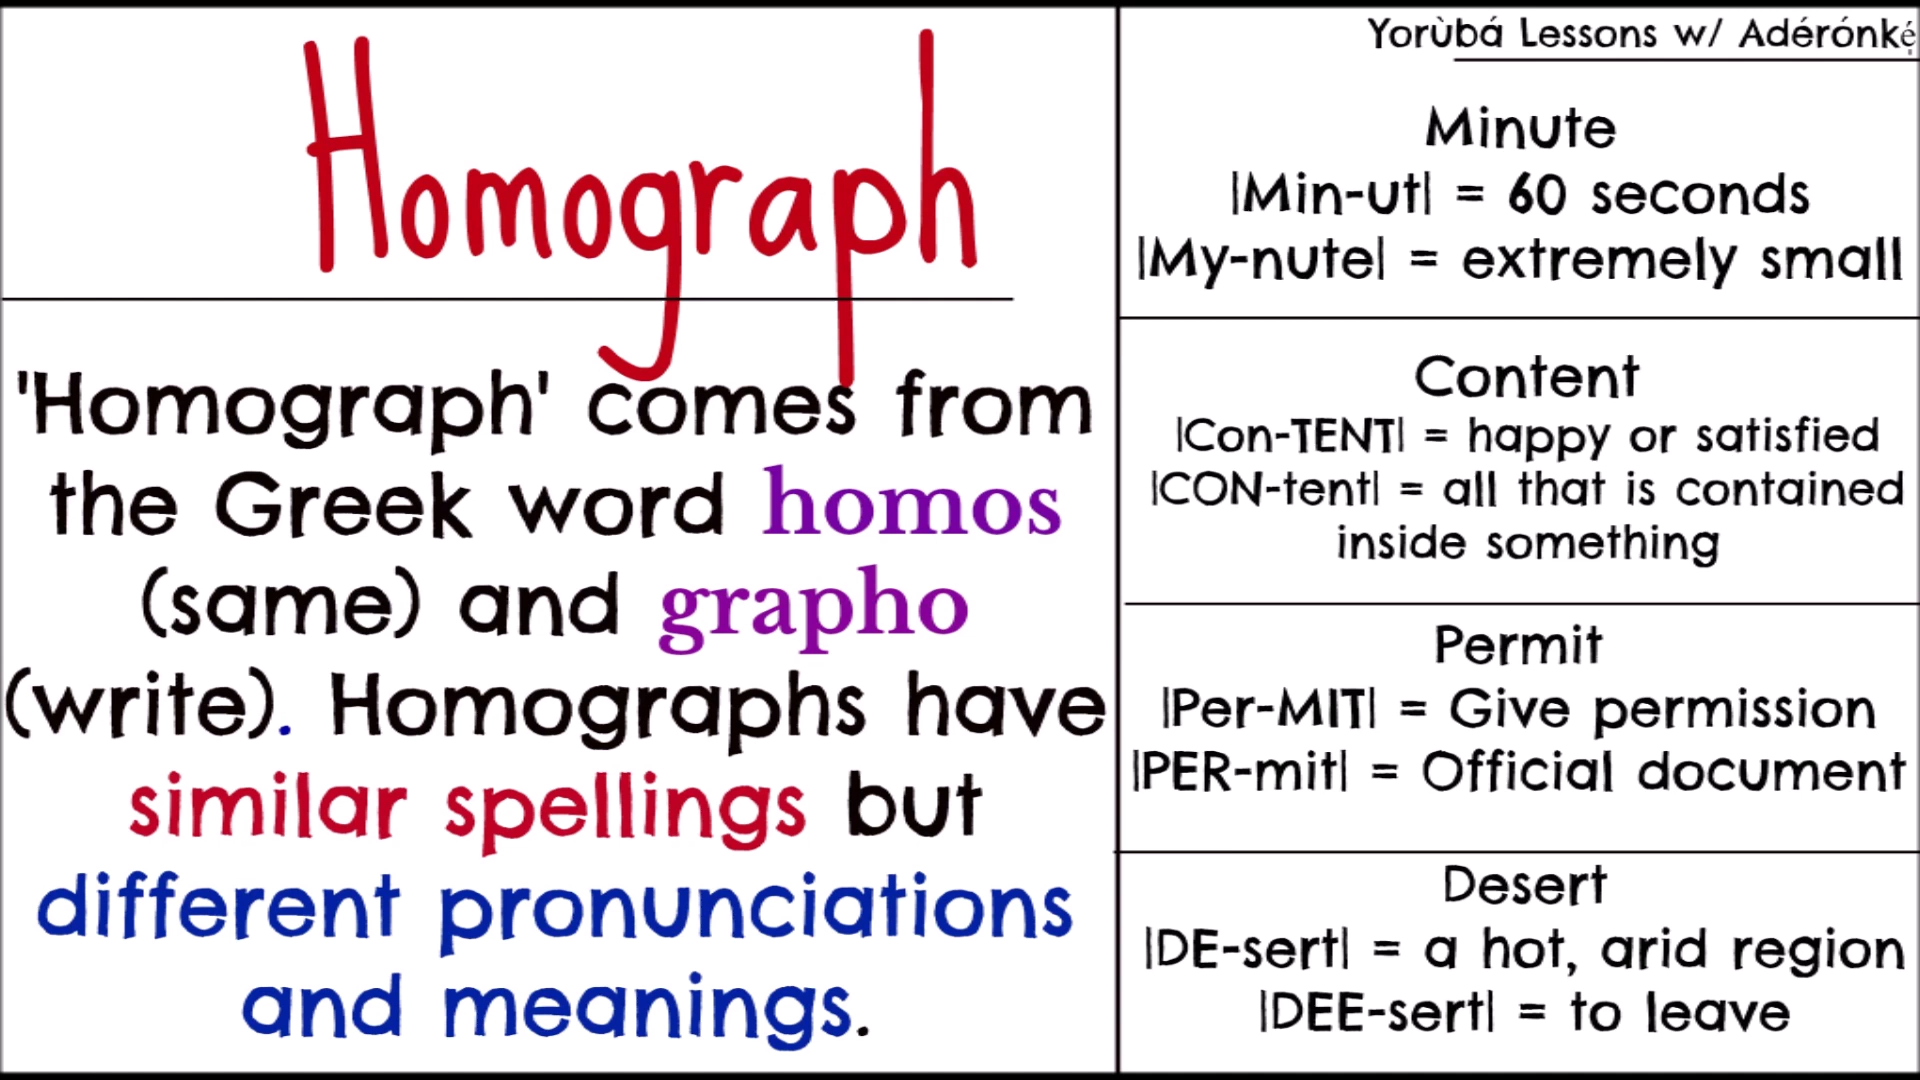 Homograph
'Homograph' comes from
the Greek word homos
(same) and grapho
(write). Homographs have
similar spellings but
different pronunciations
and meanings.
Yorùbá Lessons w/ Adérónkẹ́
Minute
|Min-ut| = 60 seconds
|My-nute| = extremely small
Content
|Con-TENT| = happy or satisfied
|CON-tent| = all that is contained
inside something
Permit
|Per-MIT| = Give permission
|PER-mit| = Official document
Desert
|DE-sert| = a hot, arid region
|DEE-sert| = to leave